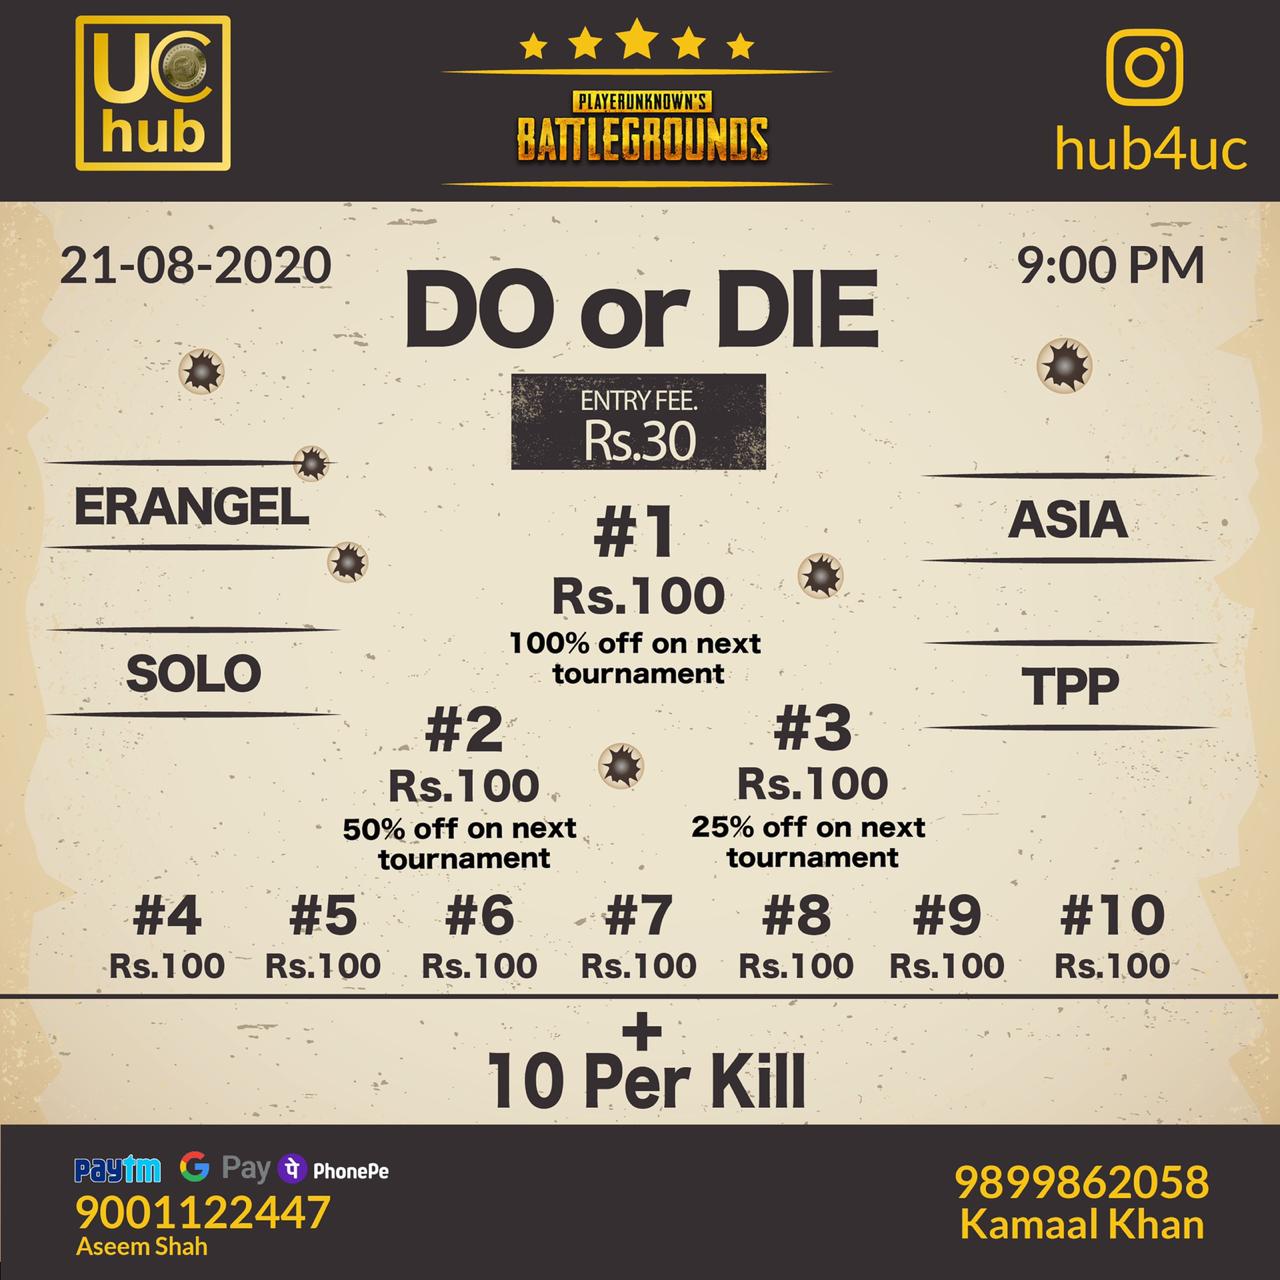 UC
hub
PLAYERUNKNOWN'S
BATTLEGROUNDS
hub4uc
21-08-2020
9:00 PM
DO or DIE
ENTRY FEE.
Rs.30
ERANGEL
ASIA
SOLO
TPP
#1
Rs.100
100% off on next
tournament
#2
Rs.100
50% off on next
tournament
#3
Rs.100
25% off on next
tournament
#4 #5 #6 #7 #8 #9 #10
Rs.100 Rs.100 Rs.100 Rs.100 Rs.100 Rs.100 Rs.100
+
10 Per Kill
paytm G Pay पे PhonePe
9001122447
Aseem Shah
9899862058
Kamaal Khan